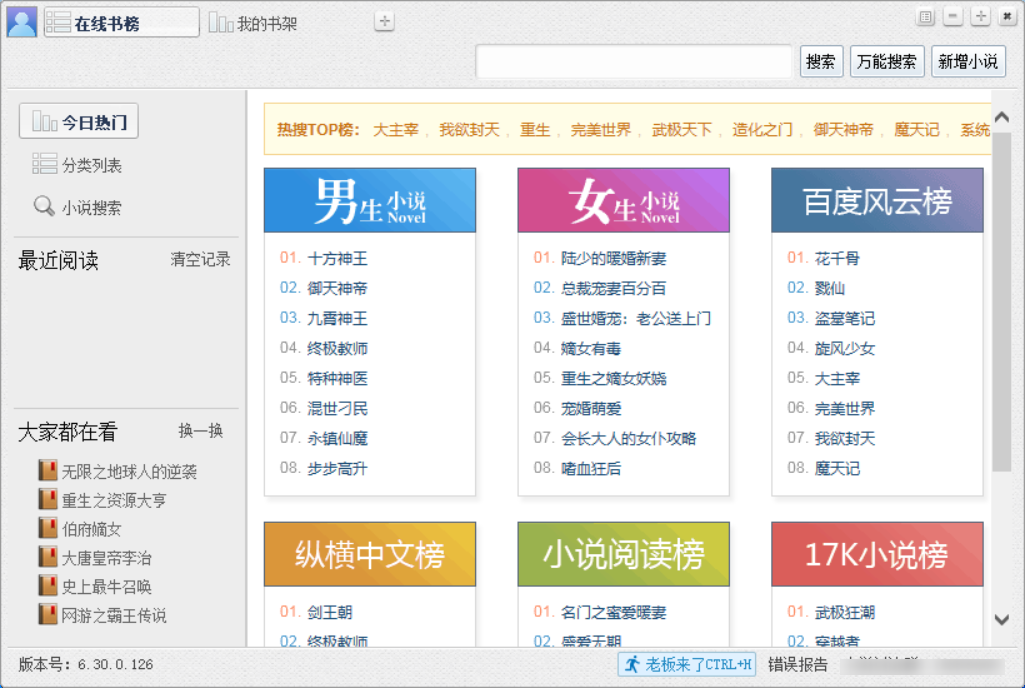 在线书榜 我的书架
搜索 万能搜索 新增小说
今日热门
分类列表
小说搜索
最近阅读 清空记录
大家都在看 换一换
无限之地球人的逆袭
重生之资源大亨
伯府嫡女
大唐皇帝李治
史上最牛召唤
网游之霸王传说
热搜TOP榜： 大主宰 , 我欲封天 , 重生 , 完美世界 , 武极天下 , 造化之门 , 御天神帝 , 魔天记 , 系统
男生小说 Novel
01. 十方神王
02. 御天神帝
03. 九霄神王
04. 终极教师
05. 特种神医
06. 混世刁民
07. 永镇仙魔
08. 步步高升
女生小说 Novel
01. 陆少的暖婚新妻
02. 总裁宠妻百分百
03. 盛世婚宠：老公送上门
04. 嫡女有毒
05. 重生之嫡女妖娆
06. 宠婚萌爱
07. 会长大人的女仆攻略
08. 嗜血狂后
百度风云榜
01. 花千骨
02. 戮仙
03. 盗墓笔记
04. 旋风少女
05. 大主宰
06. 完美世界
07. 我欲封天
08. 魔天记
纵横中文榜
01. 剑王朝
02. 终极教师
小说阅读榜
01. 名门之蜜爱暖妻
02. 盛爱无期
17K小说榜
01. 武极狂潮
02. 穿越者
版本号: 6.30.0.126 老板来了CTRL+H 错误报告